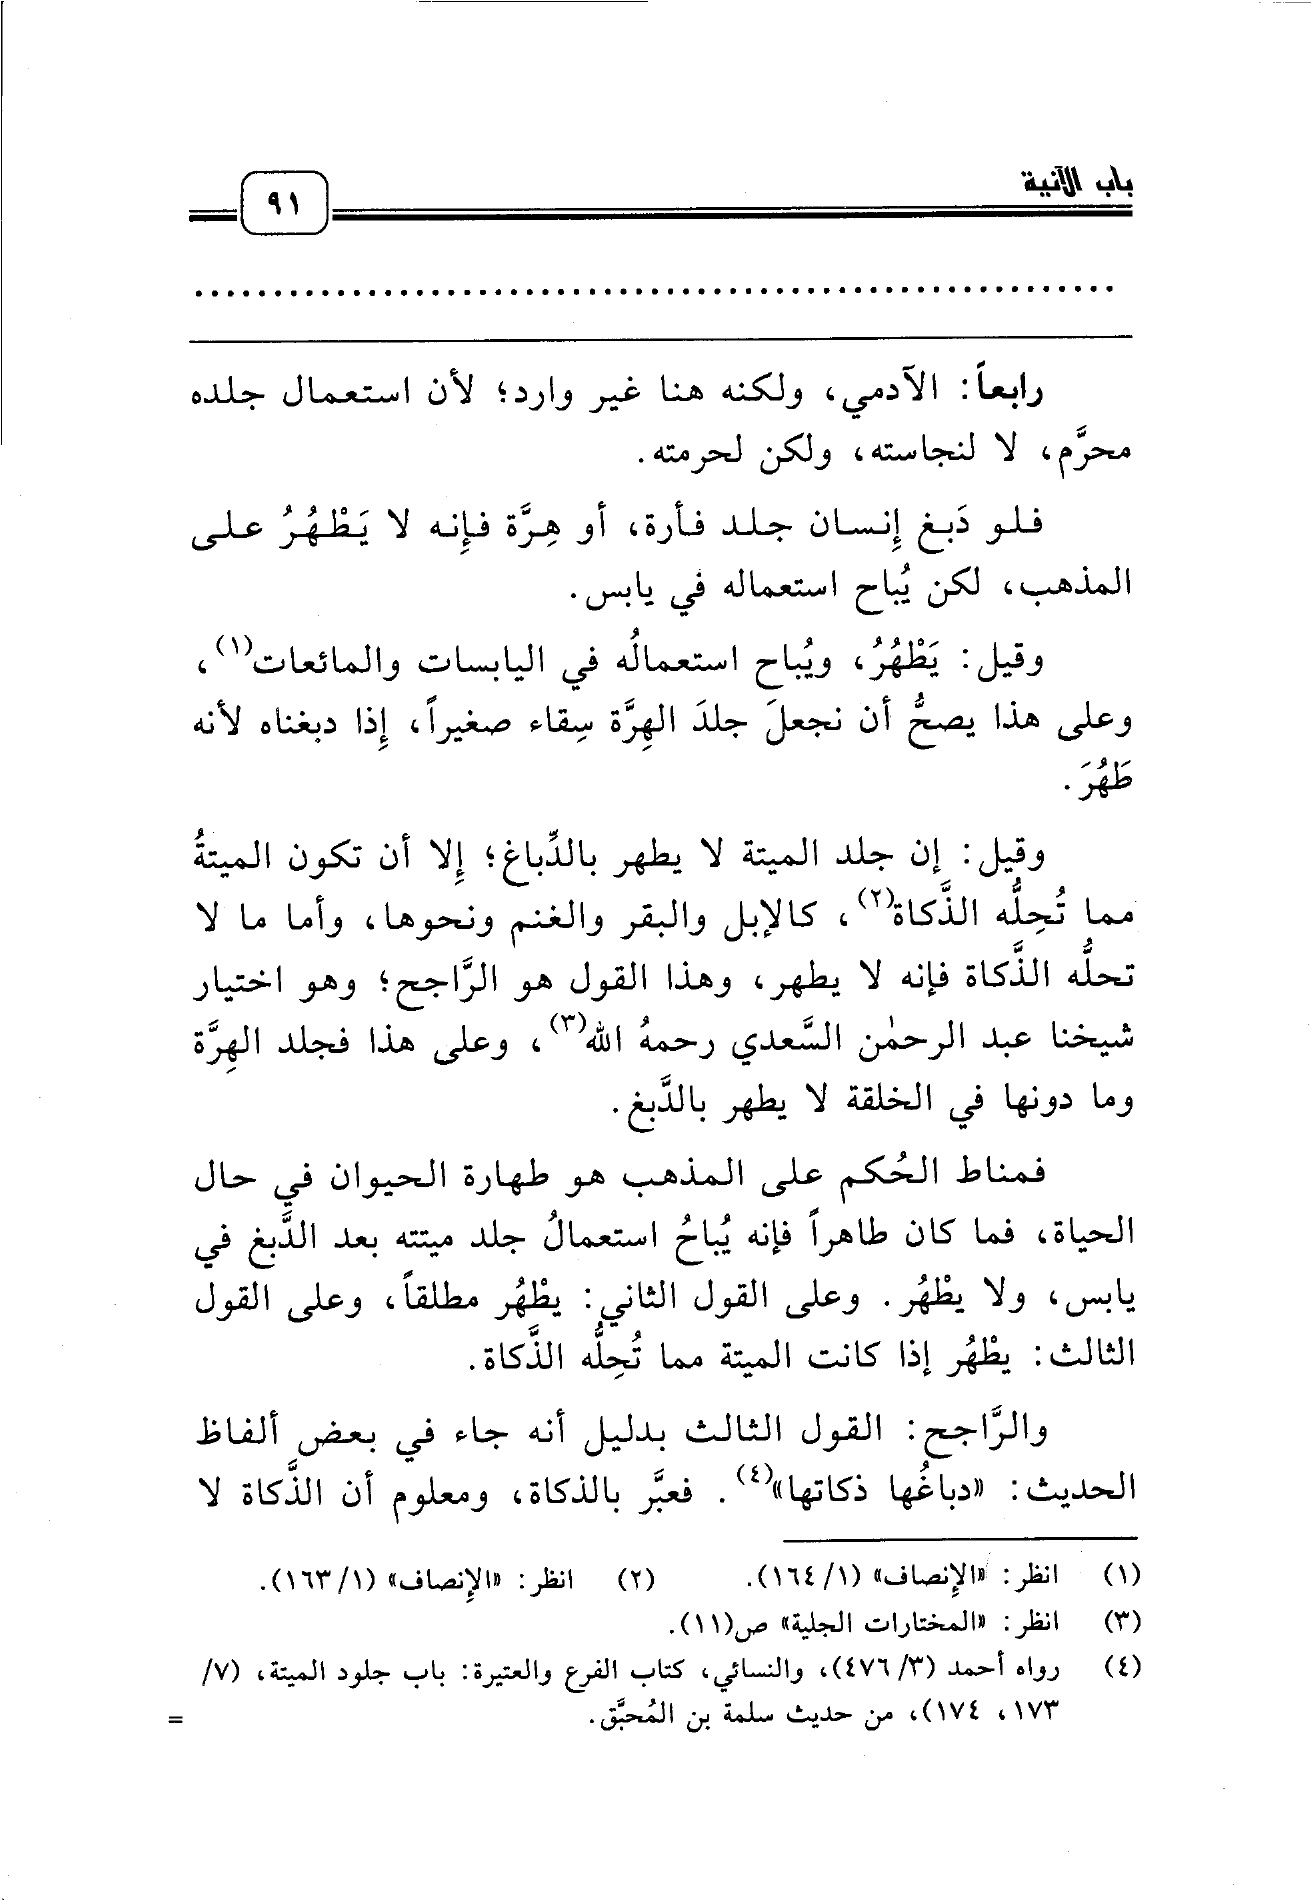 باب الآنية
٩١
رابعاً: الآدمي، ولكنه هنا غير وارد؛ لأن استعمال جلده
محرَّم، لا لنجاسته، ولكن لحرمته.
فلو دَبغ إِنسان جلد فأرة، أو هِرَّة فإِنه لا يَطْهُرُ على
المذهب، لكن يُباح استعماله في يابس.
وقيل: يَطْهُرُ، ويُباح استعمالُه في اليابسات والمائعات(١)،
وعلى هذا يصحُّ أن نجعلَ جلدَ الهِرَّة سِقاء صغيراً، إِذا دبغناه لأنه
طَهُرَ.
وقيل: إن جلد الميتة لا يطهر بالدِّباغ؛ إِلا أن تكون الميتةُ
مما تُحِلُّه الذَّكاة(٢)، كالإبل والبقر والغنم ونحوها، وأما ما لا
تحلُّه الذَّكاة فإنه لا يطهر، وهذا القول هو الرَّاجح؛ وهو اختيار
شيخنا عبد الرحمٰن السَّعدي رحمهُ الله(٣)، وعلى هذا فجلد الهِرَّة
وما دونها في الخلقة لا يطهر بالدَّبغ.
فمناط الحُكم على المذهب هو طهارة الحيوان في حال
الحياة، فما كان طاهراً فإنه يُباحُ استعمالُ جلد ميتته بعد الدَّبغ في
يابس، ولا يطْهُر. وعلى القول الثاني: يطْهُر مطلقاً، وعلى القول
الثالث: يطْهُر إذا كانت الميتة مما تُحِلُّه الذَّكاة.
والرَّاجح: القول الثالث بدليل أنه جاء في بعض ألفاظ
الحديث: «دباغُها ذكاتها»(٤). فعبَّر بالذكاة، ومعلوم أن الذَّكاة لا
(١) انظر: «الإنصاف» (١/ ١٦٤). (٢) انظر: «الإِنصاف» (١/ ١٦٣).
(٣) انظر: «المختارات الجلية» ص(١١).
(٤) رواه أحمد (٣/ ٤٧٦)، والنسائي، كتاب الفرع والعتيرة: باب جلود الميتة، (٧/
١٧٣، ١٧٤)، من حديث سلمة بن المُحبَّق. =